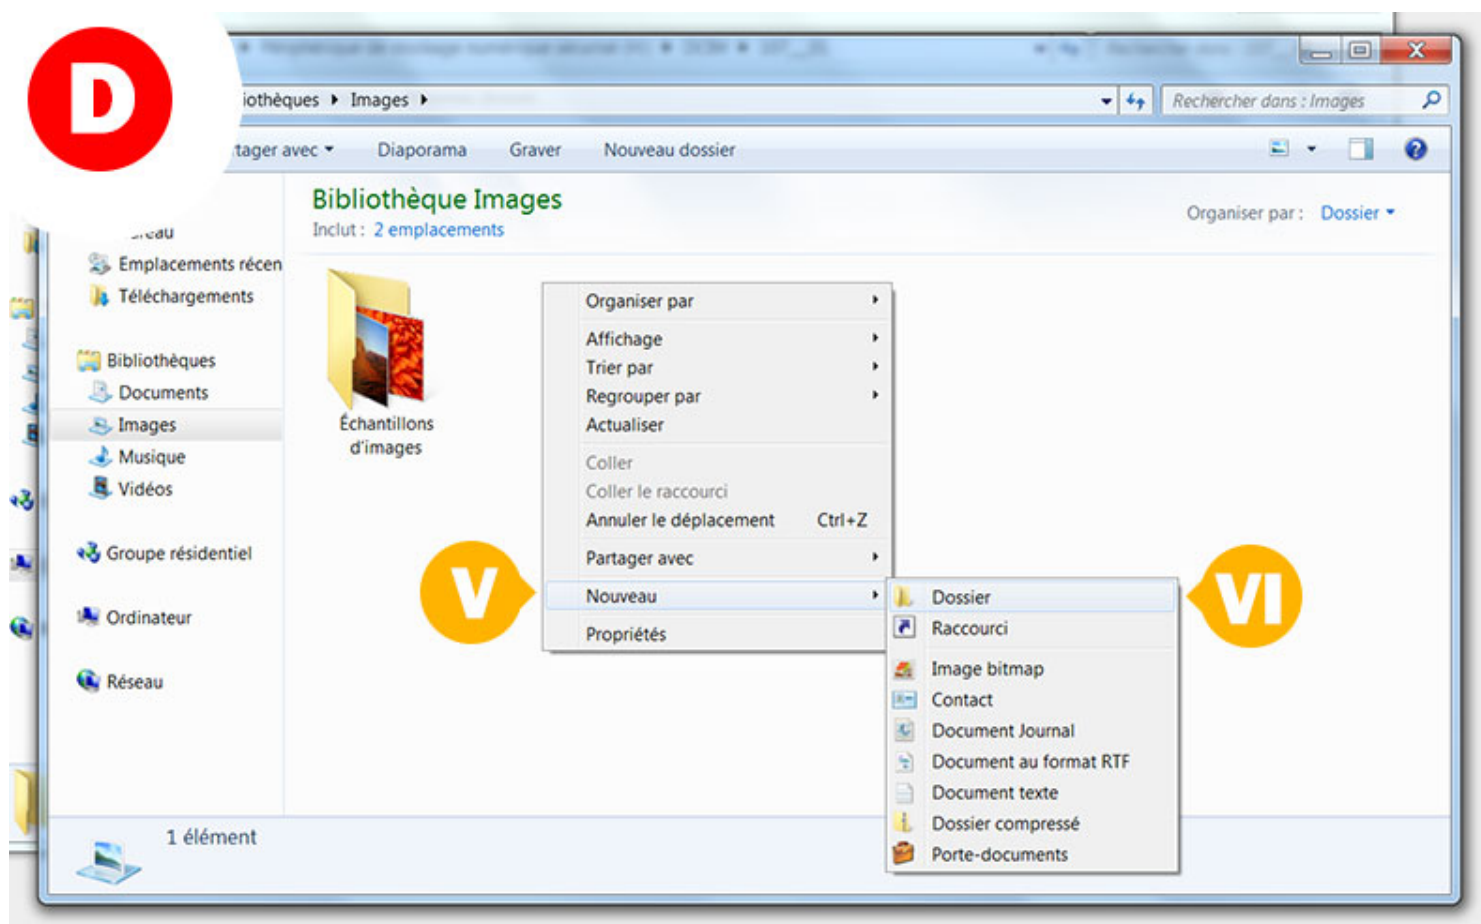 D
Images
Rechercher dans : Images
avec
Diaporama
Graver
Nouveau dossier
Bibliothèque Images
Inclut : 2 emplacements
Organiser par : Dossier
Emplacements récen
Téléchargements
Bibliothèques
Documents
Images
Musique
Vidéos
Groupe résidentiel
Ordinateur
Réseau
Échantillons
d'images
Organiser par
Affichage
Trier par
Regrouper par
Actualiser
Coller
Coller le raccourci
Annuler le déplacement Ctrl+Z
Partager avec
Nouveau
Propriétés
V
VI
Dossier
Raccourci
Image bitmap
Contact
Document Journal
Document au format RTF
Document texte
Dossier compressé
Porte-documents
1 élément